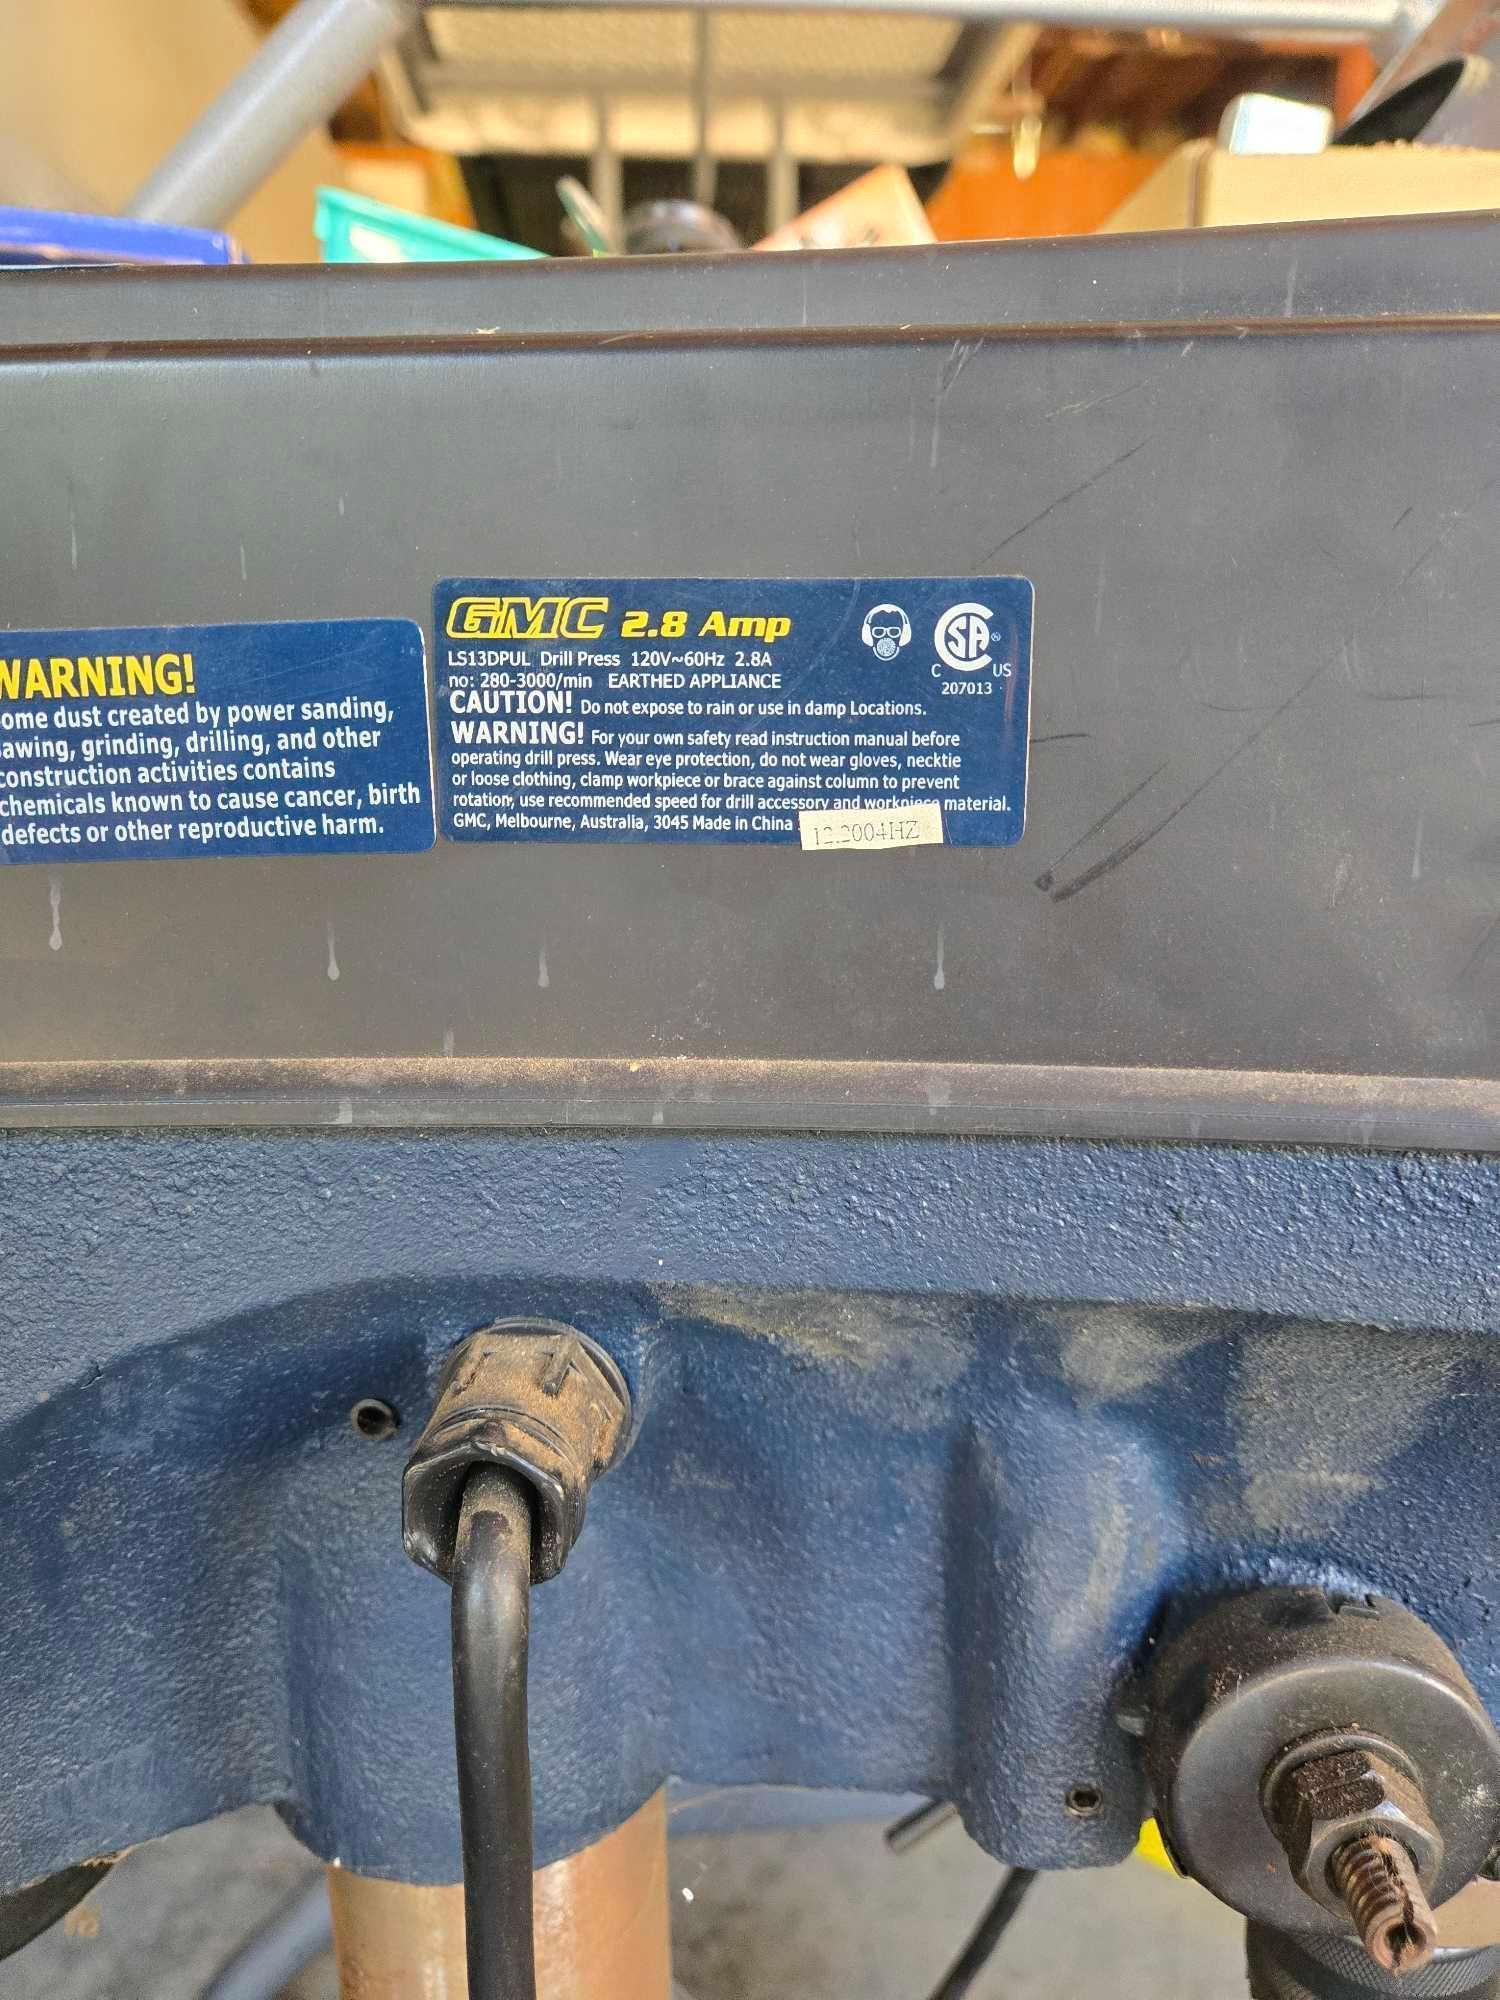 WARNING!
ome dust created by power sanding,
awing, grinding, drilling, and other
construction activities contains
chemicals known to cause cancer, birth
defects or other reproductive harm.
GMC 2.8 Amp
LS13DPUL Drill Press 120V~60Hz 2.8A
no: 280-3000/min EARTHED APPLIANCE
CAUTION! Do not expose to rain or use in damp Locations.
WARNING! For your own safety read instruction manual before
operating drill press. Wear eye protection, do not wear gloves, necktie
or loose clothing, clamp workpiece or brace against column to prevent
rotation, use recommended speed for drill accessory and workpiece material.
GMC, Melbourne, Australia, 3045 Made in China
12.2004HZ
CSA®
C US
207013